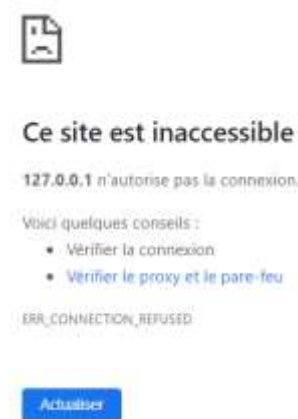 Ce site est inaccessible
127.0.0.1 n'autorise pas la connexion.
Voici quelques conseils :
• Vérifier la connexion
• Vérifier le proxy et le pare-feu
ERR_CONNECTION_REFUSED
Actualiser